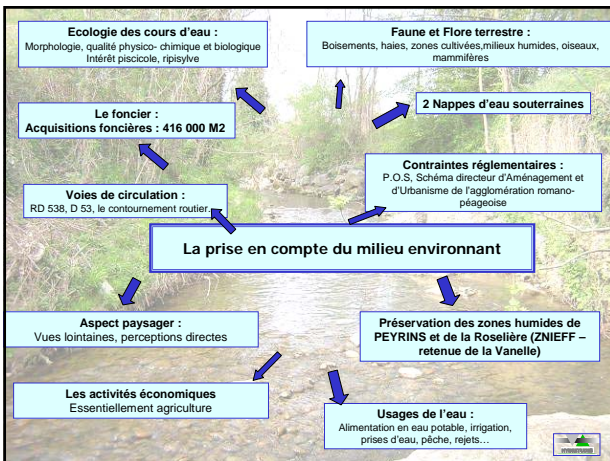 Ecologie des cours d'eau :
Morphologie, qualité physico- chimique et biologique
Intérêt piscicole, ripisylve
Faune et Flore terrestre :
Boisements, haies, zones cultivées,milieux humides, oiseaux,
mammifères
2 Nappes d'eau souterraines
Le foncier :
Acquisitions foncières : 416 000 M2
Contraintes réglementaires :
P.O.S, Schéma directeur d'Aménagement et
d'Urbanisme de l'agglomération romano-
péageoise
Voies de circulation :
RD 538, D 53, le contournement routier…
La prise en compte du milieu environnant
Aspect paysager :
Vues lointaines, perceptions directes
Préservation des zones humides de
PEYRINS et de la Roselière (ZNIEFF –
retenue de la Vanelle)
Les activités économiques
Essentiellement agriculture
Usages de l'eau :
Alimentation en eau potable, irrigation,
prises d'eau, pêche, rejets…